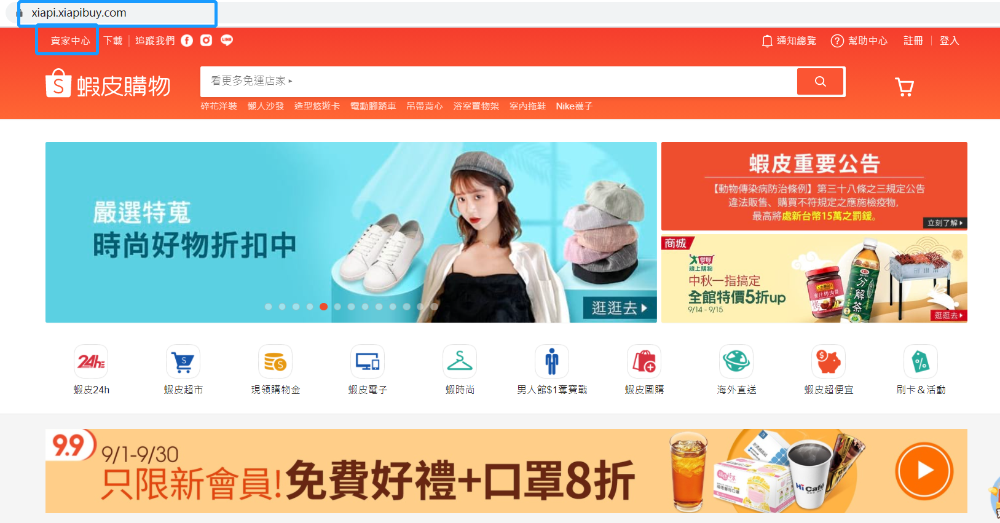 xiapi.xiapibuy.com
賣家中心 下載 追蹤我們 LINE 通知總覽 ? 幫助中心 註冊 登入
S 蝦皮購物
看更多免運店家
碎花洋裝 懶人沙發 造型悠遊卡 電動腳踏車 吊帶背心 浴室置物架 室內拖鞋 Nike襪子
嚴選特蒐
時尚好物折扣中
逛逛去
蝦皮重要公告
【動物傳染病防治條例】第三十八條之三規定公告
違法販售、購買不符規定之應施檢疫物,
最高將處新台幣15萬之罰鍰。
立刻了解
商城
愛買
線上購物
中秋一指搞定
全館特價5折up
9/14 - 9/15
分解茶
逛逛去
24h
蝦皮24h 蝦皮超市 現領購物金 蝦皮電子 蝦時尚 男人館$1奪寶戰 蝦皮團購 海外直送 蝦皮超便宜 刷卡&活動
9.9
9/1-9/30
只限新會員!免費好禮+口罩8折
Hi Café